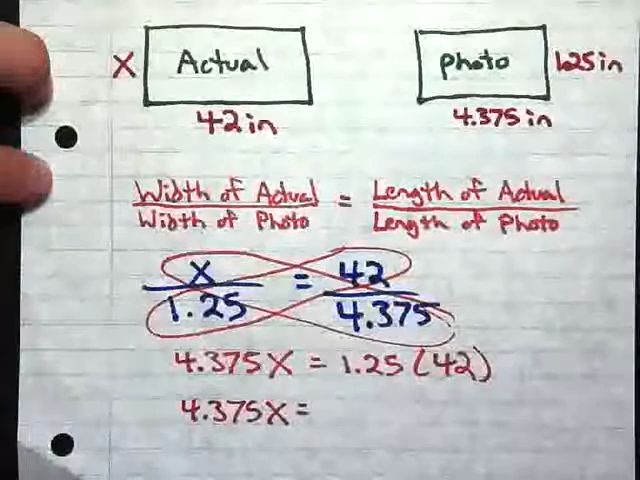 X Actual Photo 1.25in
42in 4.375in
Width of Actual = Length of Actual
Width of Photo Length of Photo
X = 42
1.25 4.375
4.375X = 1.25(42)
4.375X =